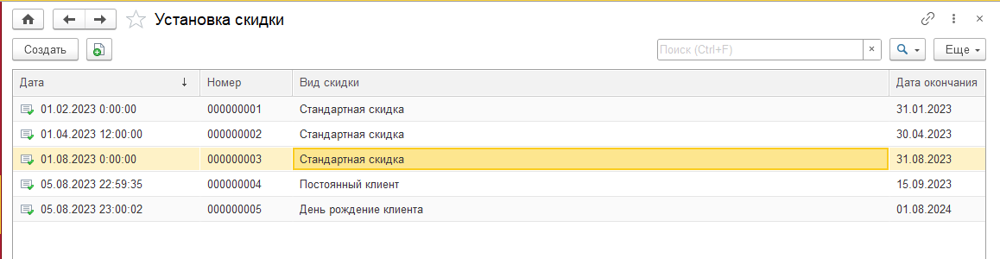 Установка скидки
Создать
Поиск (Ctrl+F)
×
Еще
Дата ↓ Номер Вид скидки Дата окончания
01.02.2023 0:00:00 000000001 Стандартная скидка 31.01.2023
01.04.2023 12:00:00 000000002 Стандартная скидка 30.04.2023
01.08.2023 0:00:00 000000003 Стандартная скидка 31.08.2023
05.08.2023 22:59:35 000000004 Постоянный клиент 15.09.2023
05.08.2023 23:00:02 000000005 День рождение клиента 01.08.2024